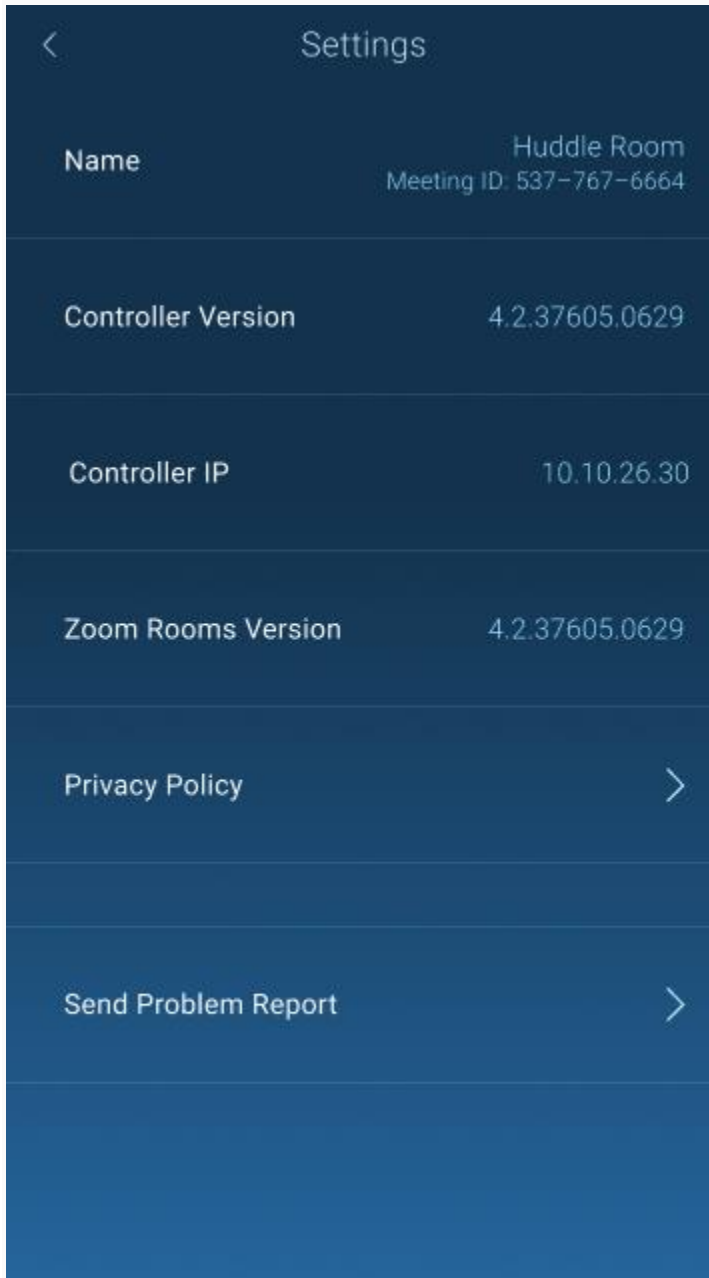 Settings
Name
Huddle Room
Meeting ID: 537-767-6664
Controller Version 4.2.37605.0629
Controller IP 10.10.26.30
Zoom Rooms Version 4.2.37605.0629
Privacy Policy
Send Problem Report